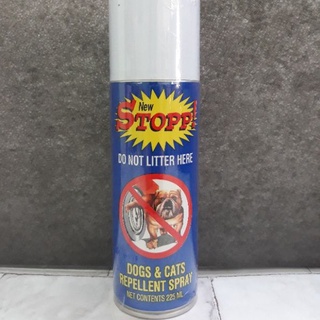 New
STOPP!
DO NOT LITTER HERE
DOGS & CATS
REPELLENT SPRAY
NET CONTENTS 225 ML